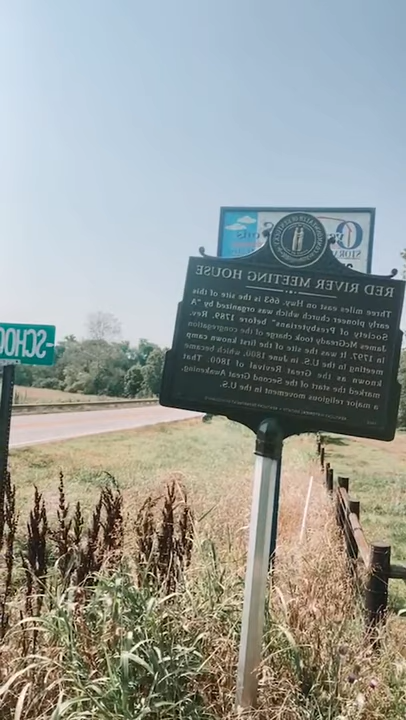 RED RIVER MEETING HOUSE
Three miles east on Hwy. 663 is the site of this
early pioneer church which was organized by "A
Society of Presbyterians" before 1789. Rev.
James McGready took charge of the congregation
in 1797. It was the site of the first known camp
meeting in the U.S. in June, 1800, which became
known as the Great Revival of 1800. That
marked the start of the Second Great Awakening,
a major religious movement in the U.S.
SCHOO